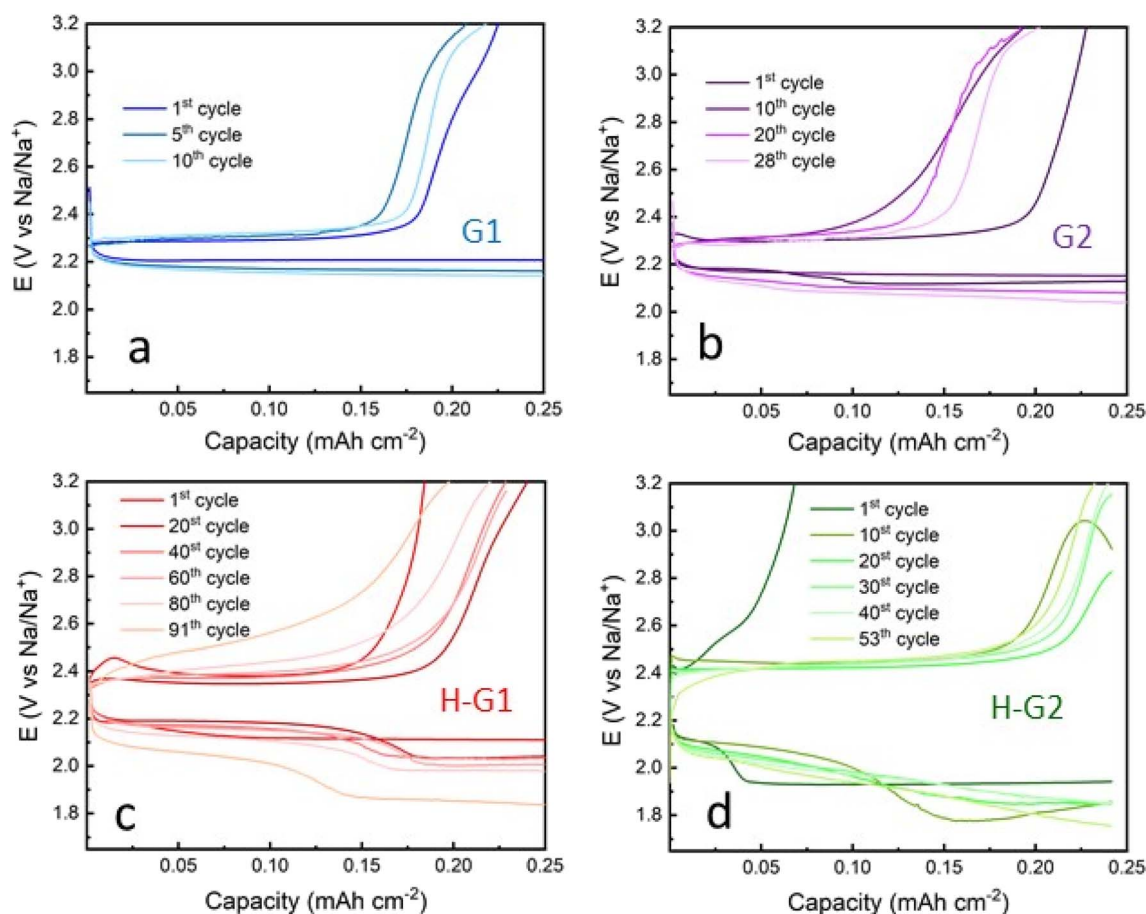 3.2
3.0
2.8
2.6
2.4
2.2
2.0
1.8
E (V vs Na/Na⁺)
1ˢᵗ cycle
5ᵗʰ cycle
10ᵗʰ cycle
G1
a
0.05 0.10 0.15 0.20 0.25
Capacity (mAh cm⁻²)
3.2
3.0
2.8
2.6
2.4
2.2
2.0
1.8
E (V vs Na/Na⁺)
1ˢᵗ cycle
10ᵗʰ cycle
20ᵗʰ cycle
28ᵗʰ cycle
G2
b
0.05 0.10 0.15 0.20 0.25
Capacity (mAh cm⁻²)
3.2
3.0
2.8
2.6
2.4
2.2
2.0
1.8
E (V vs Na/Na⁺)
1ˢᵗ cycle
20ˢᵗ cycle
40ˢᵗ cycle
60ᵗʰ cycle
80ᵗʰ cycle
91ᵗʰ cycle
H-G1
c
0.05 0.10 0.15 0.20 0.25
Capacity (mAh cm⁻²)
3.2
3.0
2.8
2.6
2.4
2.2
2.0
1.8
E (V vs Na/Na⁺)
1ˢᵗ cycle
10ˢᵗ cycle
20ˢᵗ cycle
30ˢᵗ cycle
40ˢᵗ cycle
53ᵗʰ cycle
H-G2
d
0.05 0.10 0.15 0.20 0.25
Capacity (mAh cm⁻²)